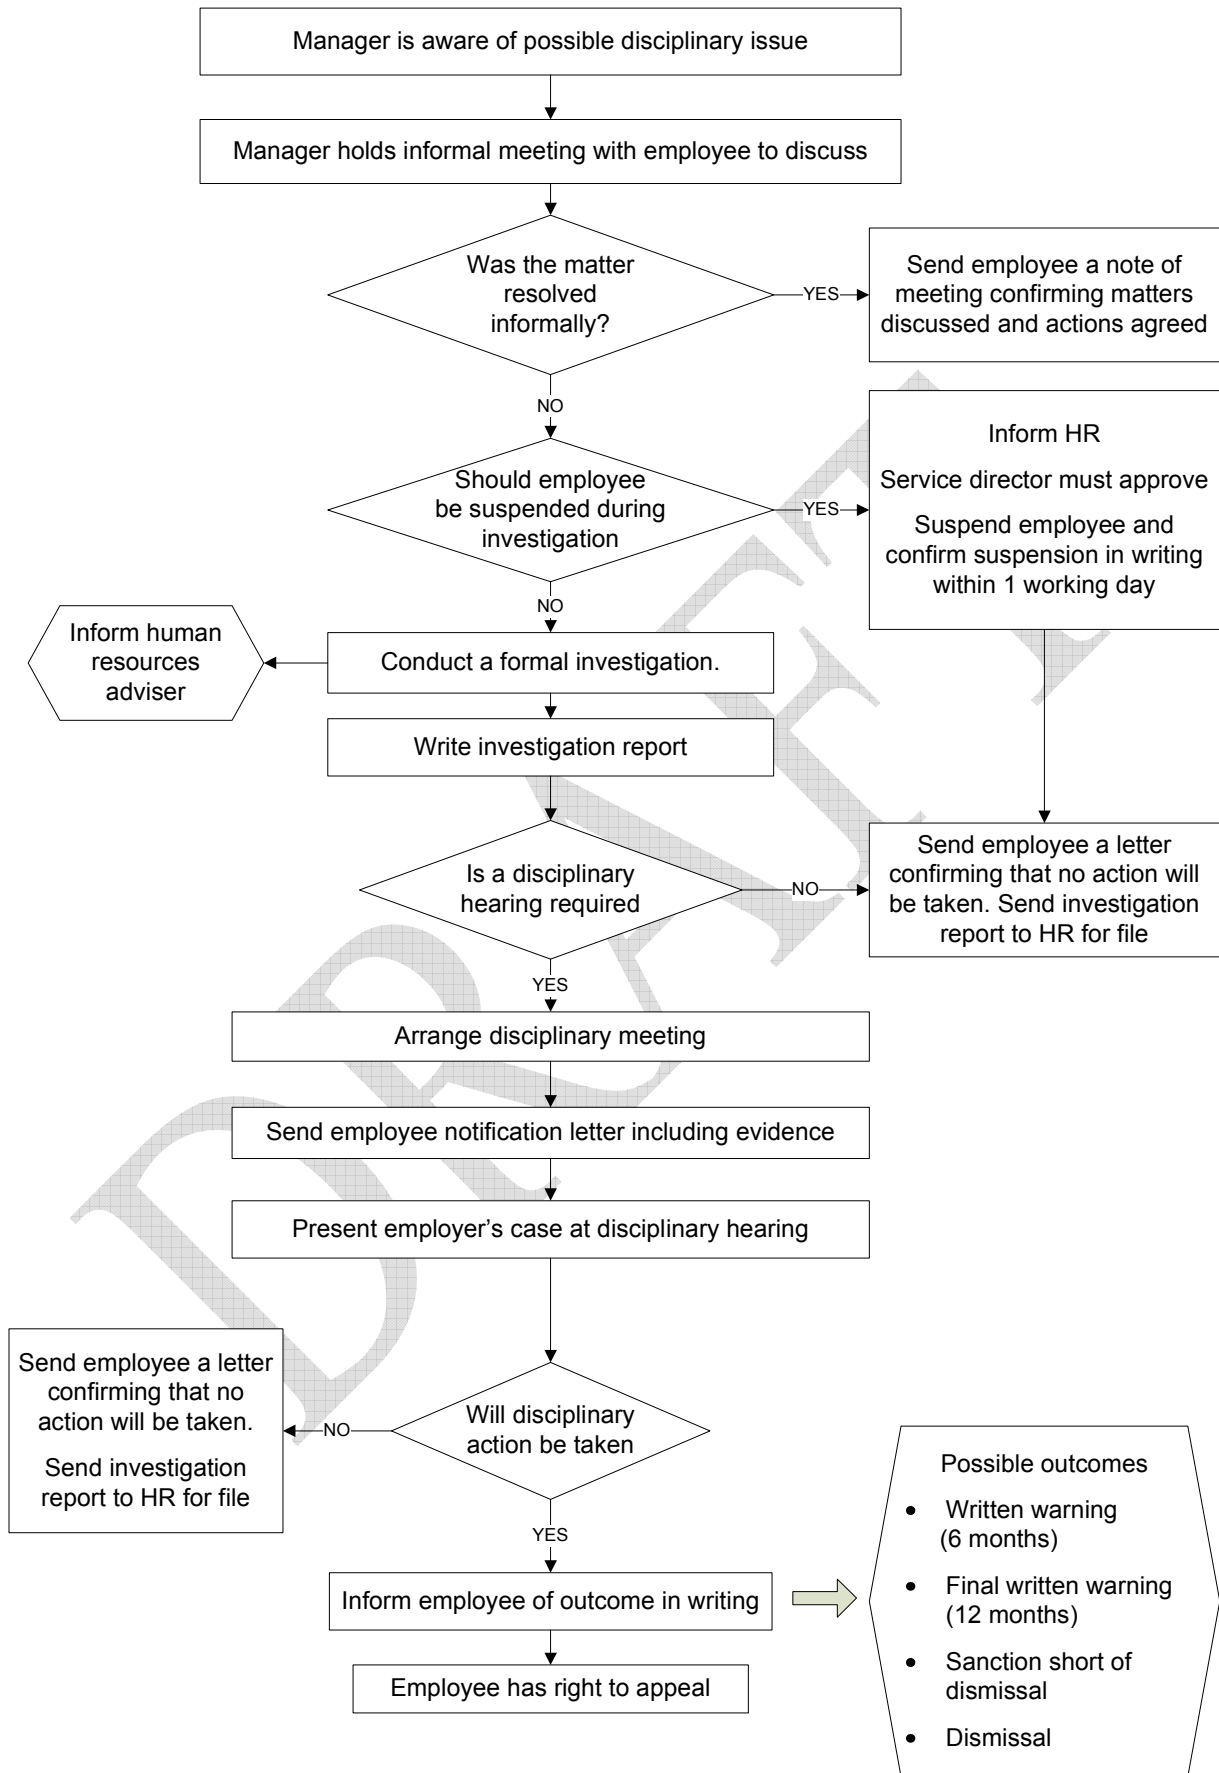 Manager is aware of possible disciplinary issue
Manager holds informal meeting with employee to discuss
Was the matter
resolved
informally?
YES
Send employee a note of
meeting confirming matters
discussed and actions agreed
NO
Should employee
be suspended during
investigation
YES
Inform HR
Service director must approve
Suspend employee and
confirm suspension in writing
within 1 working day
NO
Inform human
resources
adviser
Conduct a formal investigation.
Write investigation report
Is a disciplinary
hearing required
NO
Send employee a letter
confirming that no action will
be taken. Send investigation
report to HR for file
YES
Arrange disciplinary meeting
Send employee notification letter including evidence
Present employer's case at disciplinary hearing
Send employee a letter
confirming that no
action will be taken.
Send investigation
report to HR for file
NO
Will disciplinary
action be taken
YES
Inform employee of outcome in writing
Employee has right to appeal
Possible outcomes
• Written warning
(6 months)
• Final written warning
(12 months)
• Sanction short of
dismissal
• Dismissal
DRAFT